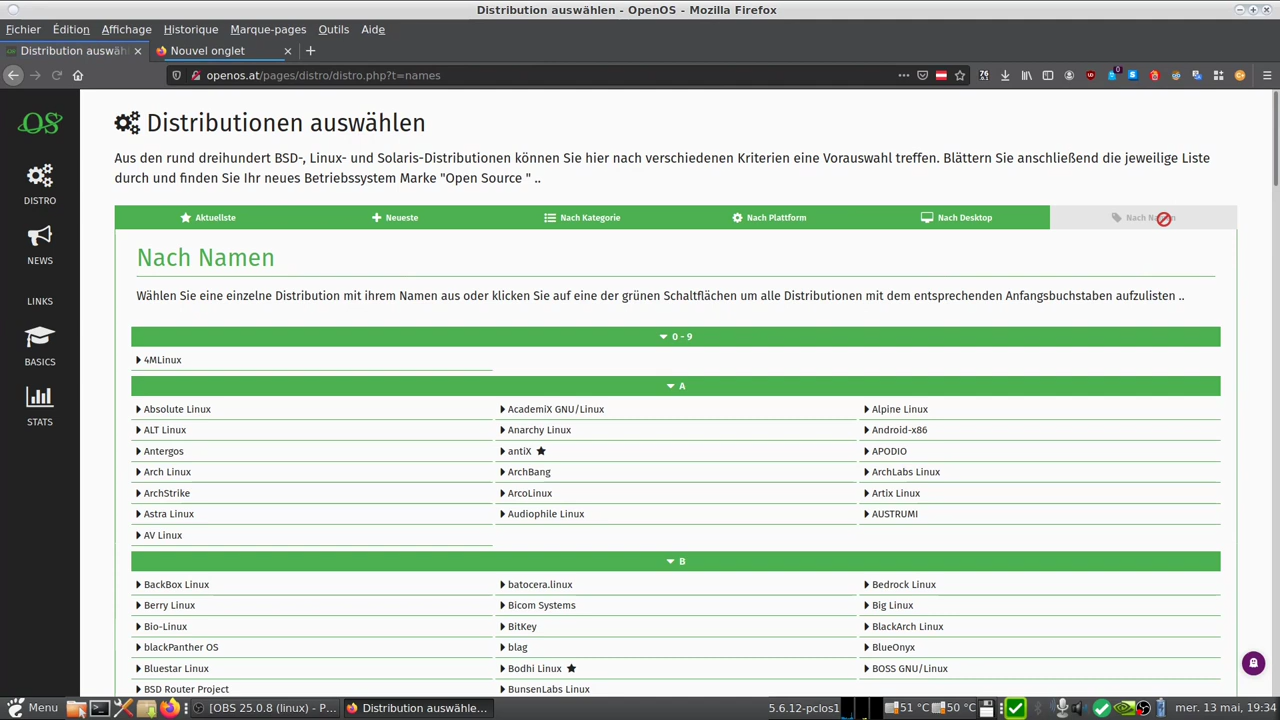 Distribution auswählen - OpenOS - Mozilla Firefox
Fichier Édition Affichage Historique Marque-pages Outils Aide
Distribution auswähl Nouvel onglet
openos.at/pages/distro/distro.php?t=names
OS
DISTRO
NEWS
LINKS
BASICS
STATS
Distributionen auswählen
Aus den rund dreihundert BSD-, Linux- und Solaris-Distributionen können Sie hier nach verschiedenen Kriterien eine Vorauswahl treffen. Blättern Sie anschließend die jeweilige Liste
durch und finden Sie Ihr neues Betriebssystem Marke "Open Source " ..
Aktuellste Neueste Nach Kategorie Nach Plattform Nach Desktop Nach
Nach Namen
Wählen Sie eine einzelne Distribution mit ihrem Namen aus oder klicken Sie auf eine der grünen Schaltflächen um alle Distributionen mit dem entsprechenden Anfangsbuchstaben aufzulisten ..
0 - 9
4MLinux
A
Absolute Linux AcademiX GNU/Linux Alpine Linux
ALT Linux Anarchy Linux Android-x86
Antergos antiX ★ APODIO
Arch Linux ArchBang ArchLabs Linux
ArchStrike ArcoLinux Artix Linux
Astra Linux Audiophile Linux AUSTRUMI
AV Linux
B
BackBox Linux batocera.linux Bedrock Linux
Berry Linux Bicom Systems Big Linux
Bio-Linux BitKey BlackArch Linux
blackPanther OS blag BlueOnyx
Bluestar Linux Bodhi Linux ★ BOSS GNU/Linux
BSD Router Project BunsenLabs Linux
Menu [OBS 25.0.8 (linux) - P... Distribution auswähle... 5.6.12-pclos1 51 °C 50 °C mer. 13 mai, 19:34